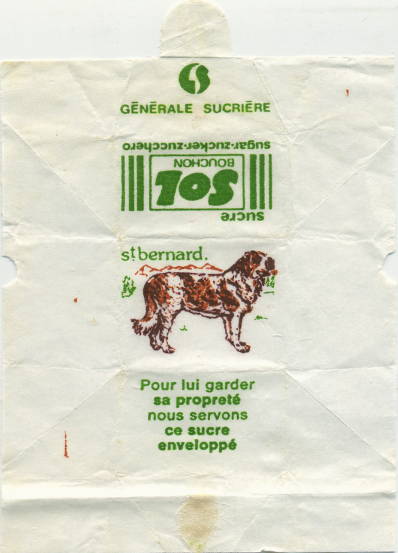 GÉNÉRALE SUCRIÈRE
sucre
SOL
BOUCHON
sugar-zucker-zucchero
st bernard.
Pour lui garder
sa propreté
nous servons
ce sucre
enveloppé